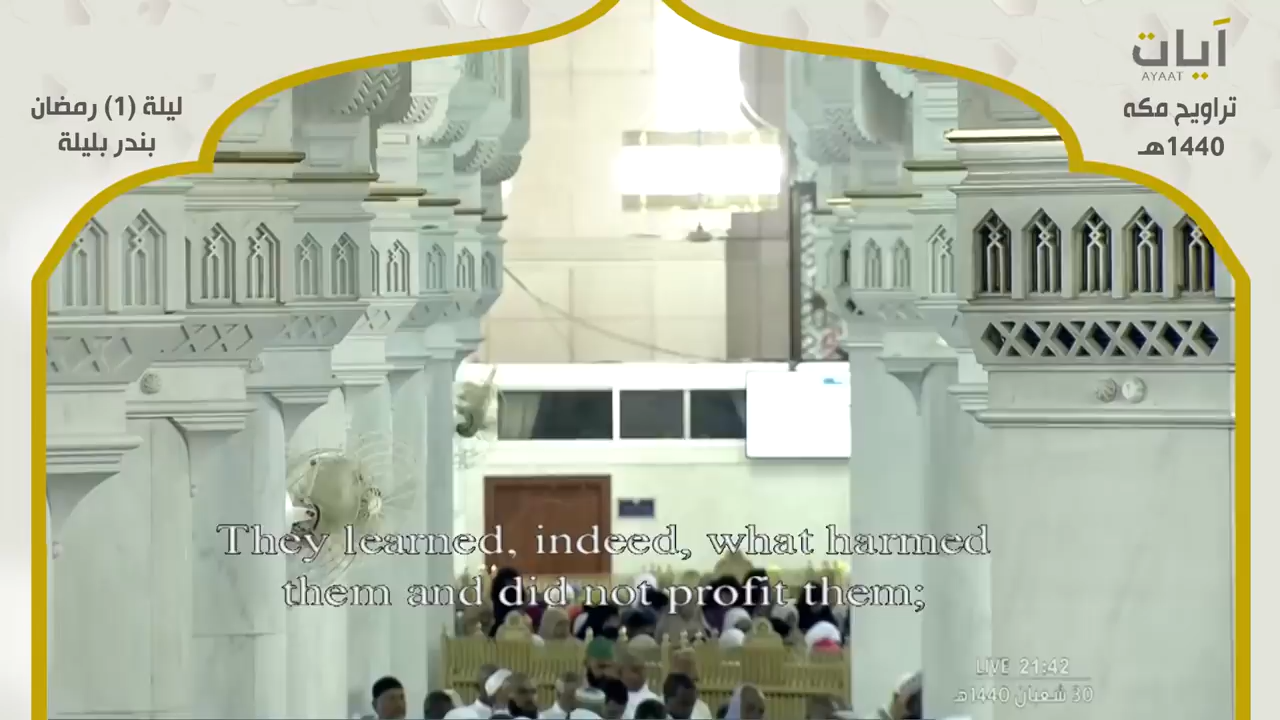 آيات
AYAAT
تراويح مكه
1440هـ
ليلة (1) رمضان
بندر بليلة
They learned, indeed, what harmed
them and did not profit them;
LIVE 21:42
30 شعبان 1440هـ